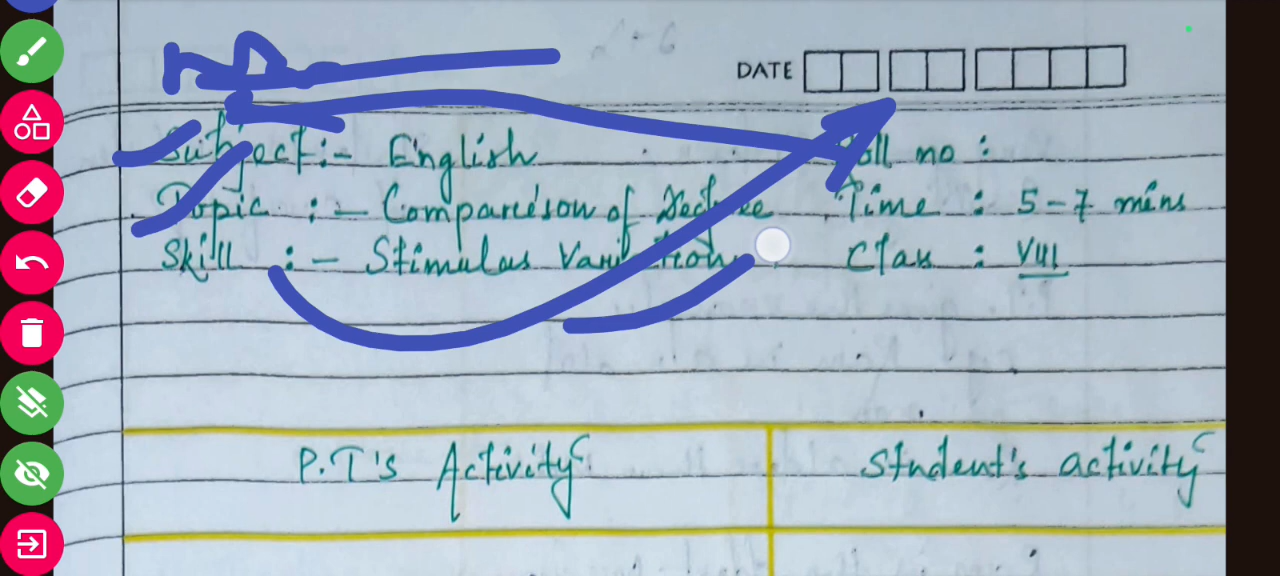 DATE
Subject :- English Roll no :
Topic :- Comparison of Degree Time : 5-7 mins
Skill :- Stimulus Variation Class : VIII
P.T's Activity Student's activity